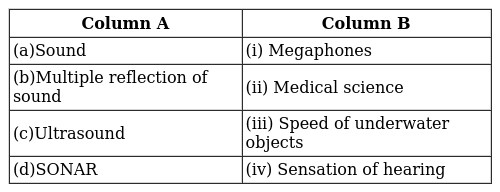 Column A
Column B
(a)Sound
(i) Megaphones
(b)Multiple reflection of
sound
(ii) Medical science
(c)Ultrasound
(iii) Speed of underwater
objects
(d)SONAR
(iv) Sensation of hearing